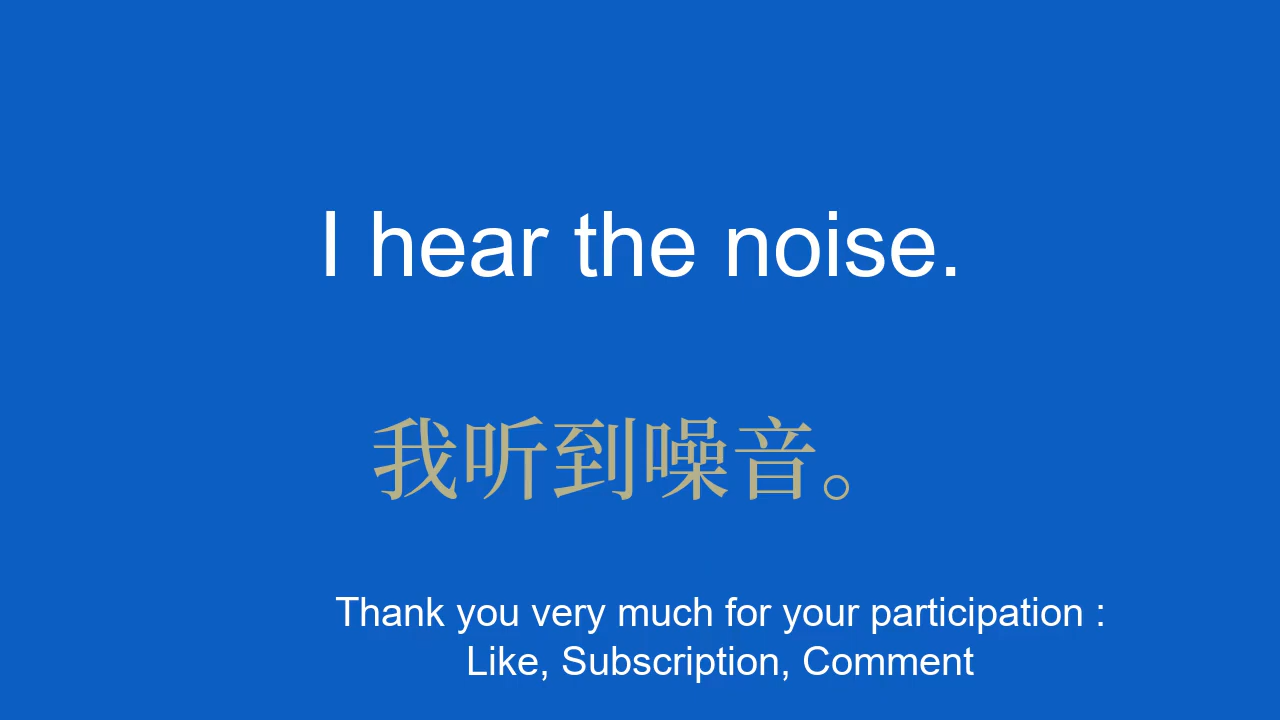 I hear the noise.
我听到噪音。
Thank you very much for your participation :
Like, Subscription, Comment